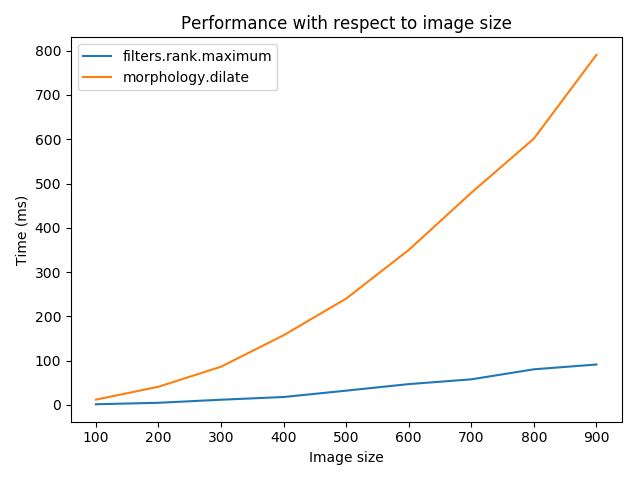 Performance with respect to image size
filters.rank.maximum
morphology.dilate
Time (ms)
800
700
600
500
400
300
200
100
0
100 200 300 400 500 600 700 800 900
Image size